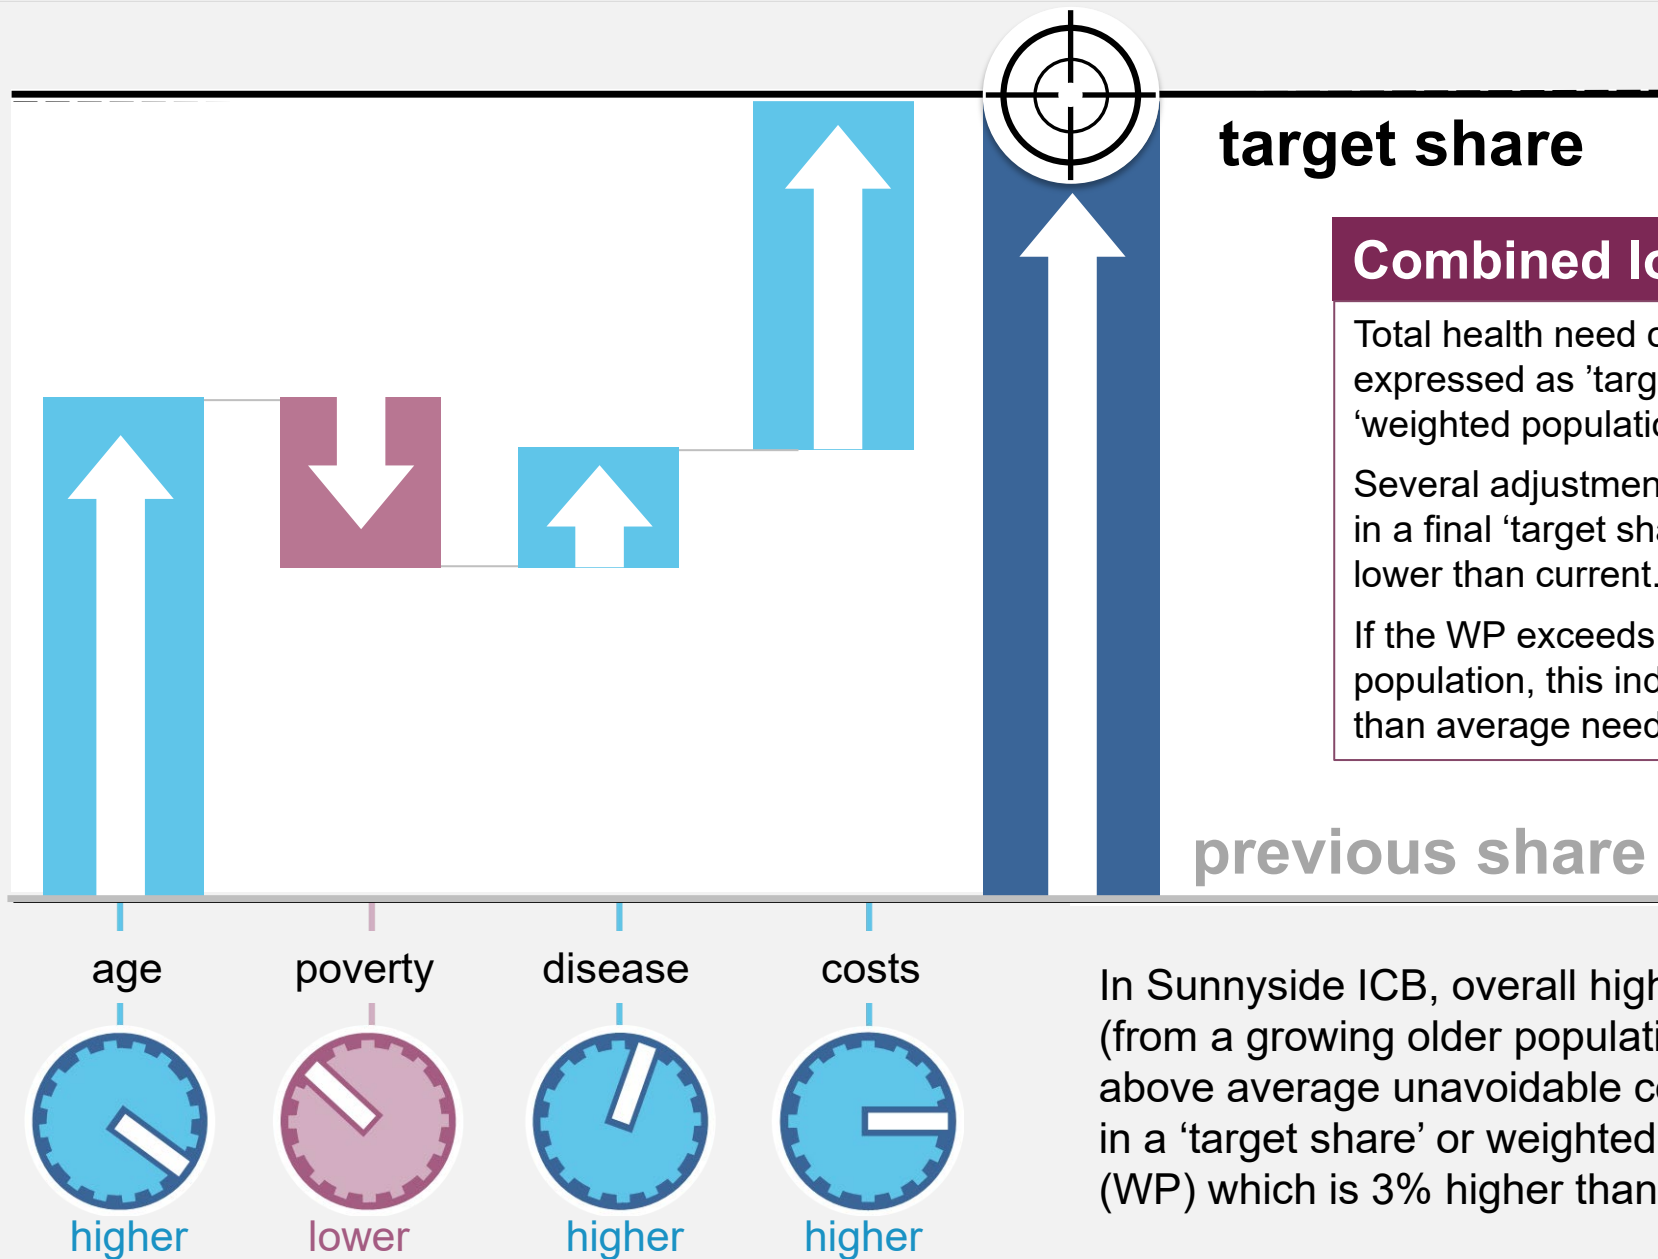 target share
Combined
Total health need
expressed as ’targ
‘weighted populatio
Several adjustmen
in a final ‘target sha
lower than current.
If the WP exceeds
population, this ind
than average need
previous share
age
poverty
disease
costs
higher
lower
higher
higher
In Sunnyside ICB, overall high
(from a growing older populati
above average unavoidable c
in a ‘target share’ or weighted
(WP) which is 3% higher than